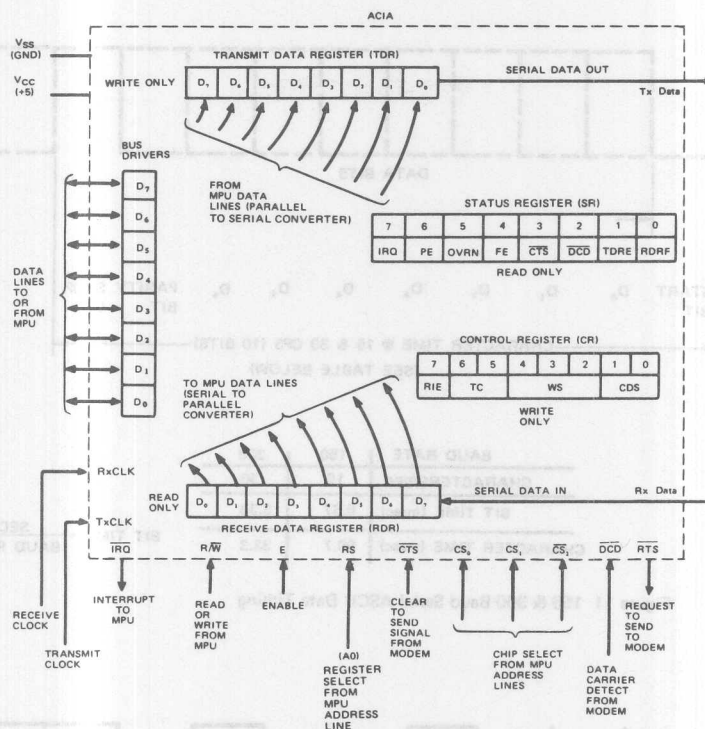 ACIA
VSS
(GND)
VCC
(+5)
TRANSMIT DATA REGISTER (TDR)
WRITE ONLY
D7 D6 D5 D4 D3 D2 D1 D0
SERIAL DATA OUT
Tx Data
BUS
DRIVERS
D7
D6
D5
D4
D3
D2
D1
D0
DATA
LINES
TO
OR
FROM
MPU
FROM
MPU DATA
LINES (PARALLEL
TO SERIAL CONVERTER)
STATUS REGISTER (SR)
7 6 5 4 3 2 1 0
IRQ PE OVRN FE C̅T̅S̅ D̅C̅D̅ TDRE RDRF
READ ONLY
CONTROL REGISTER (CR)
7 6 5 4 3 2 1 0
RIE TC WS CDS
WRITE
ONLY
TO MPU DATA LINES
(SERIAL TO
PARALLEL
CONVERTER)
READ
ONLY
D0 D1 D2 D3 D4 D5 D6 D7
SERIAL DATA IN
Rx Data
RECEIVE DATA REGISTER (RDR)
RxCLK
TxCLK
I̅R̅Q̅ R/W̅ E RS C̅T̅S̅ CS0 CS1 C̅S̅2̅ D̅C̅D̅ R̅T̅S̅
RECEIVE
CLOCK
TRANSMIT
CLOCK
INTERRUPT
TO MPU
READ
OR
WRITE
FROM
MPU
ENABLE
(A0)
REGISTER
SELECT
FROM
MPU
ADDRESS
LINE
CLEAR
TO
SEND
SIGNAL
FROM
MODEM
CHIP SELECT
FROM MPU
ADDRESS
LINES
DATA
CARRIER
DETECT
FROM
MODEM
REQUEST
TO
SEND TO
MODEM